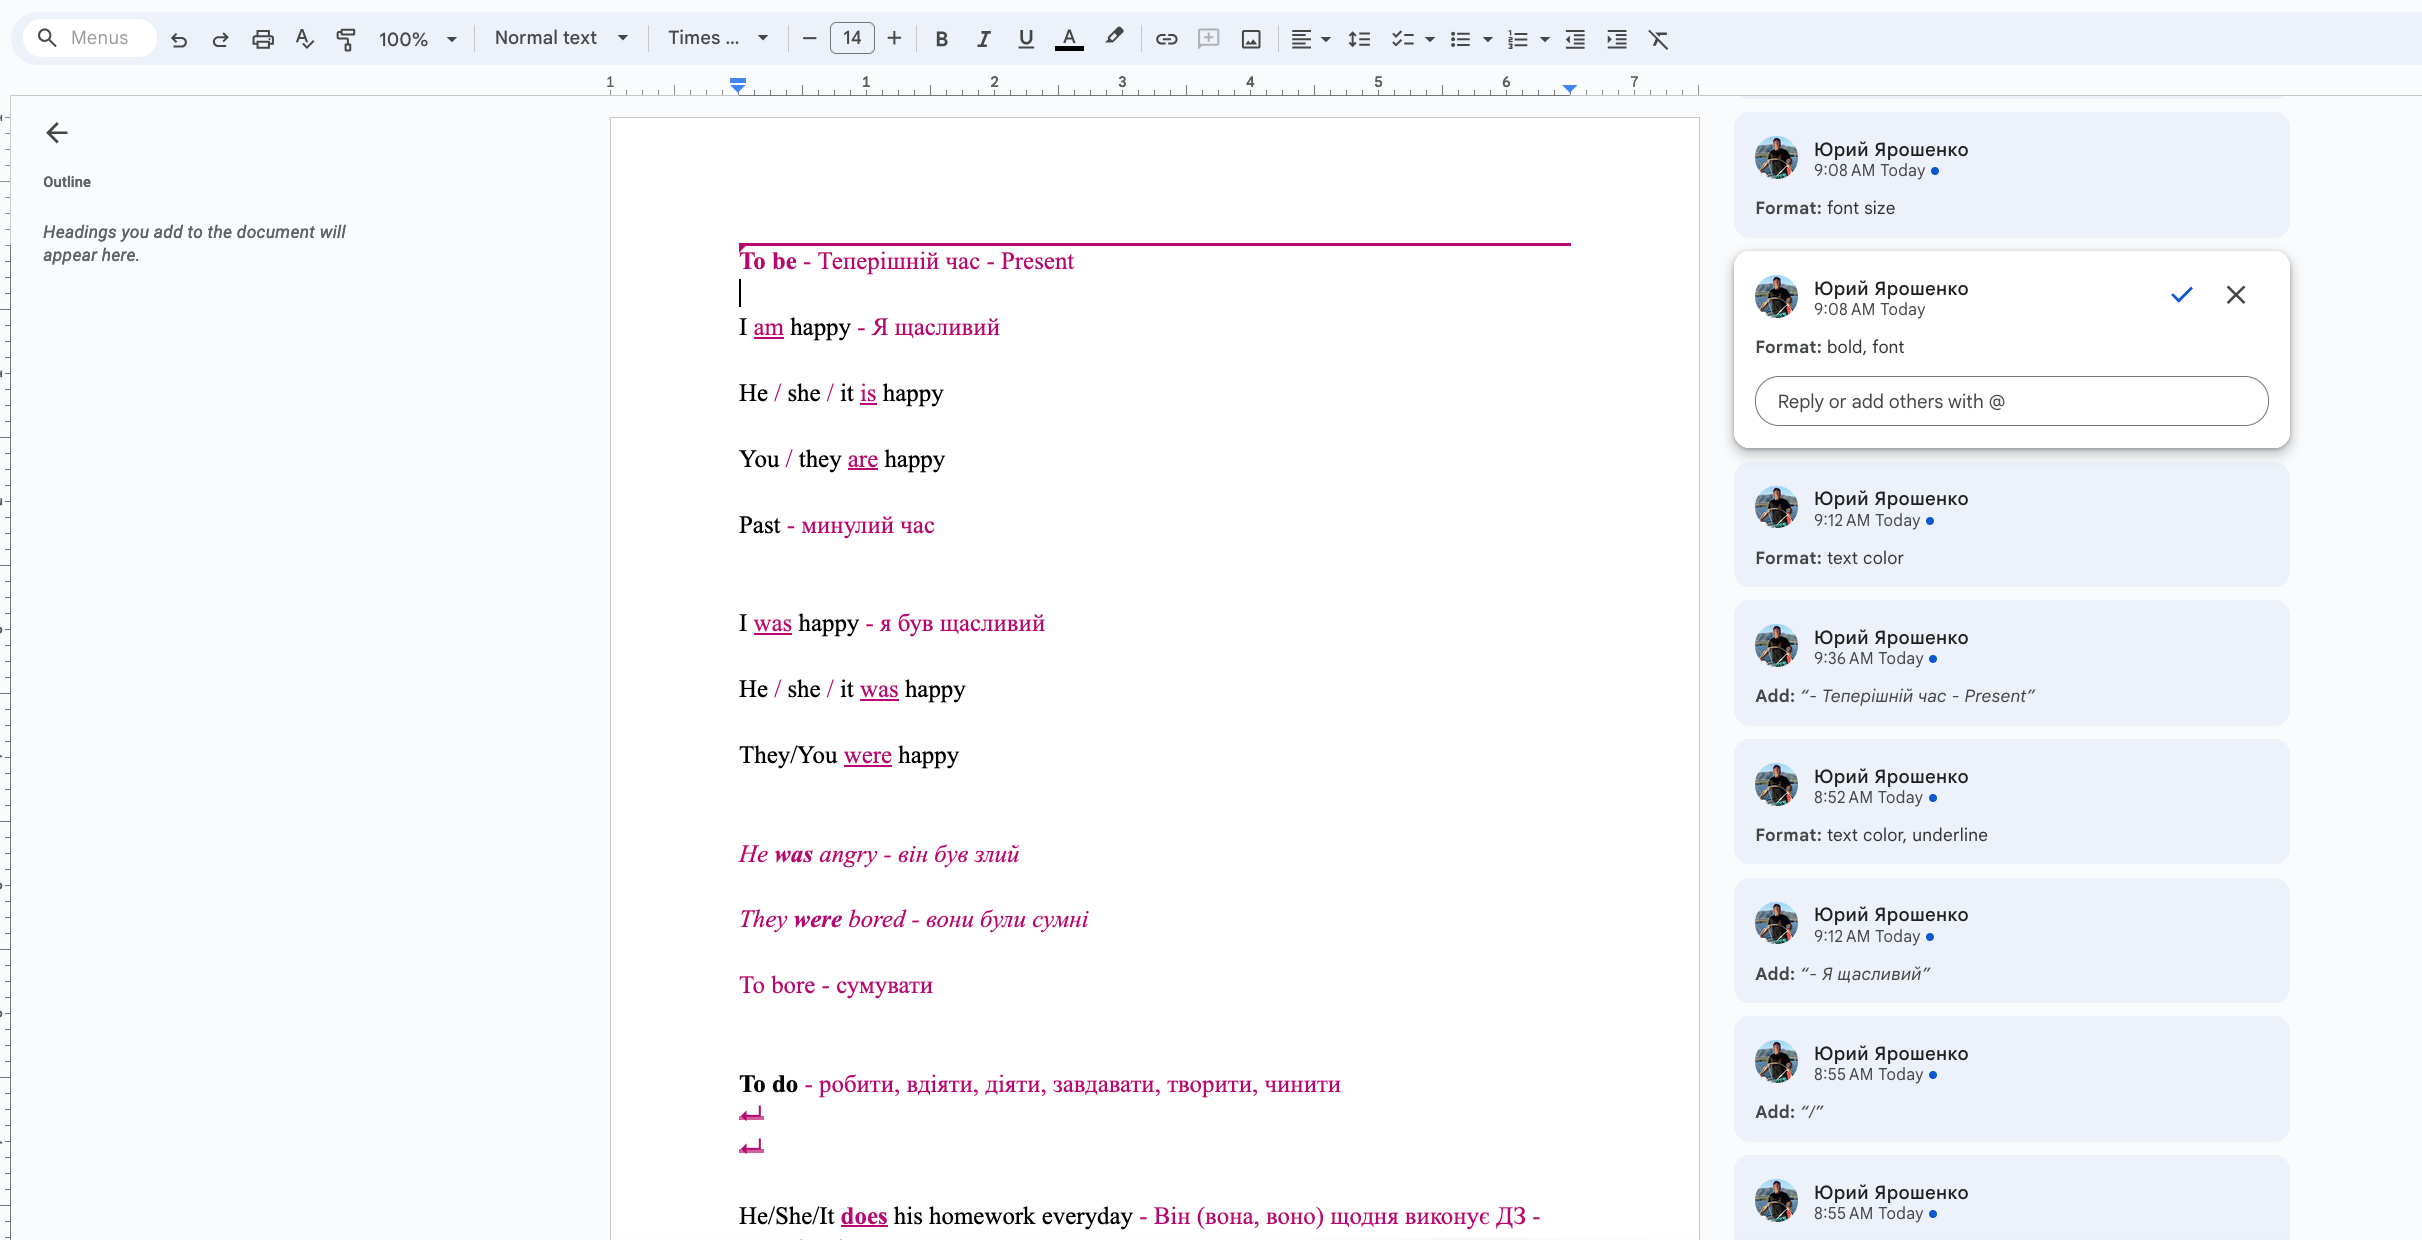 Menus
100%
Normal text
Times ...
14
B
I
U
A
1
1
2
3
4
5
6
7
Outline
Headings you add to the document will
appear here.
To be - Теперішній час - Present
I am happy - Я щасливий
He / she / it is happy
You / they are happy
Past - минулий час
I was happy - я був щасливий
He / she / it was happy
They/You were happy
He was angry - він був злий
They were bored - вони були сумні
To bore - сумувати
To do - робити, вдіяти, діяти, завдавати, творити, чинити
He/She/It does his homework everyday - Він (вона, воно) щодня виконує ДЗ -
Юрий Ярошенко
9:08 AM Today
Format: font size
Юрий Ярошенко
9:08 AM Today
Format: bold, font
Reply or add others with @
Юрий Ярошенко
9:12 AM Today
Format: text color
Юрий Ярошенко
9:36 AM Today
Add: “- Теперішній час - Present”
Юрий Ярошенко
8:52 AM Today
Format: text color, underline
Юрий Ярошенко
9:12 AM Today
Add: “- Я щасливий”
Юрий Ярошенко
8:55 AM Today
Add: “/”
Юрий Ярошенко
8:55 AM Today